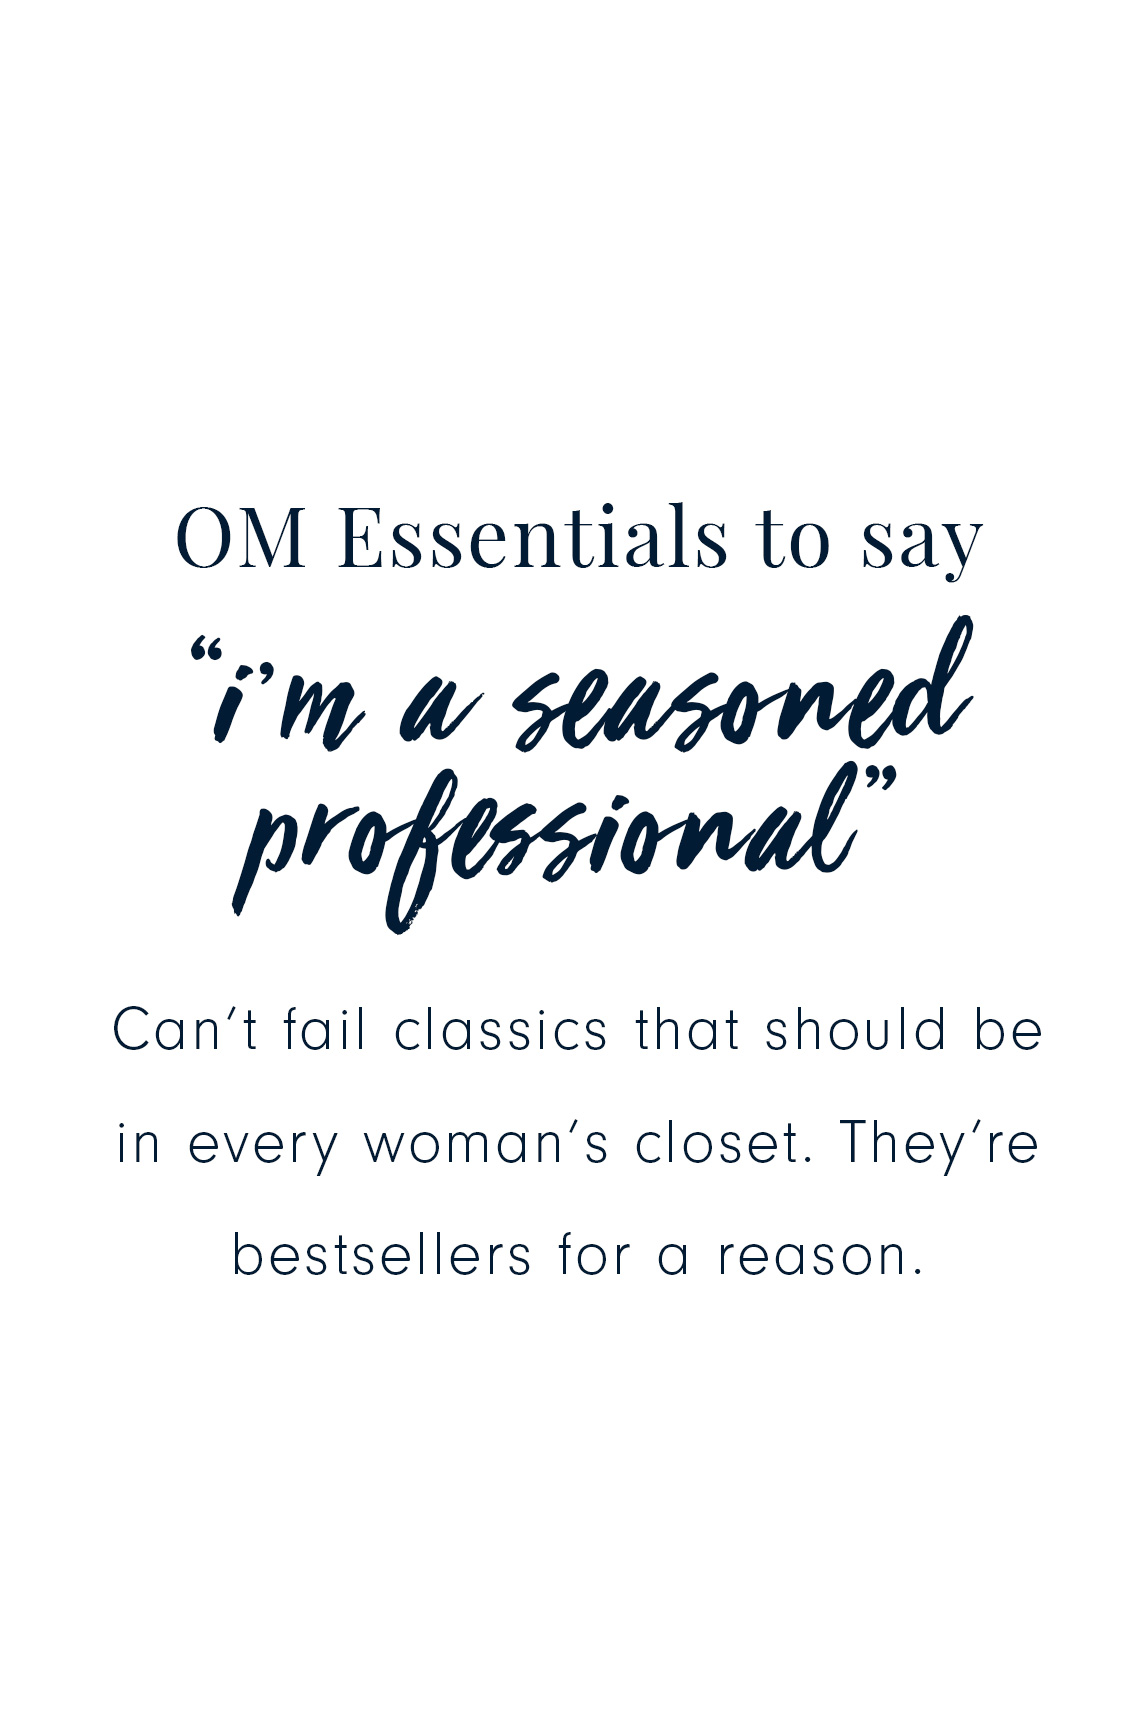 OM Essentials to say
“i’m a seasoned
professional”
Can’t fail classics that should be
in every woman’s closet. They’re
bestsellers for a reason.